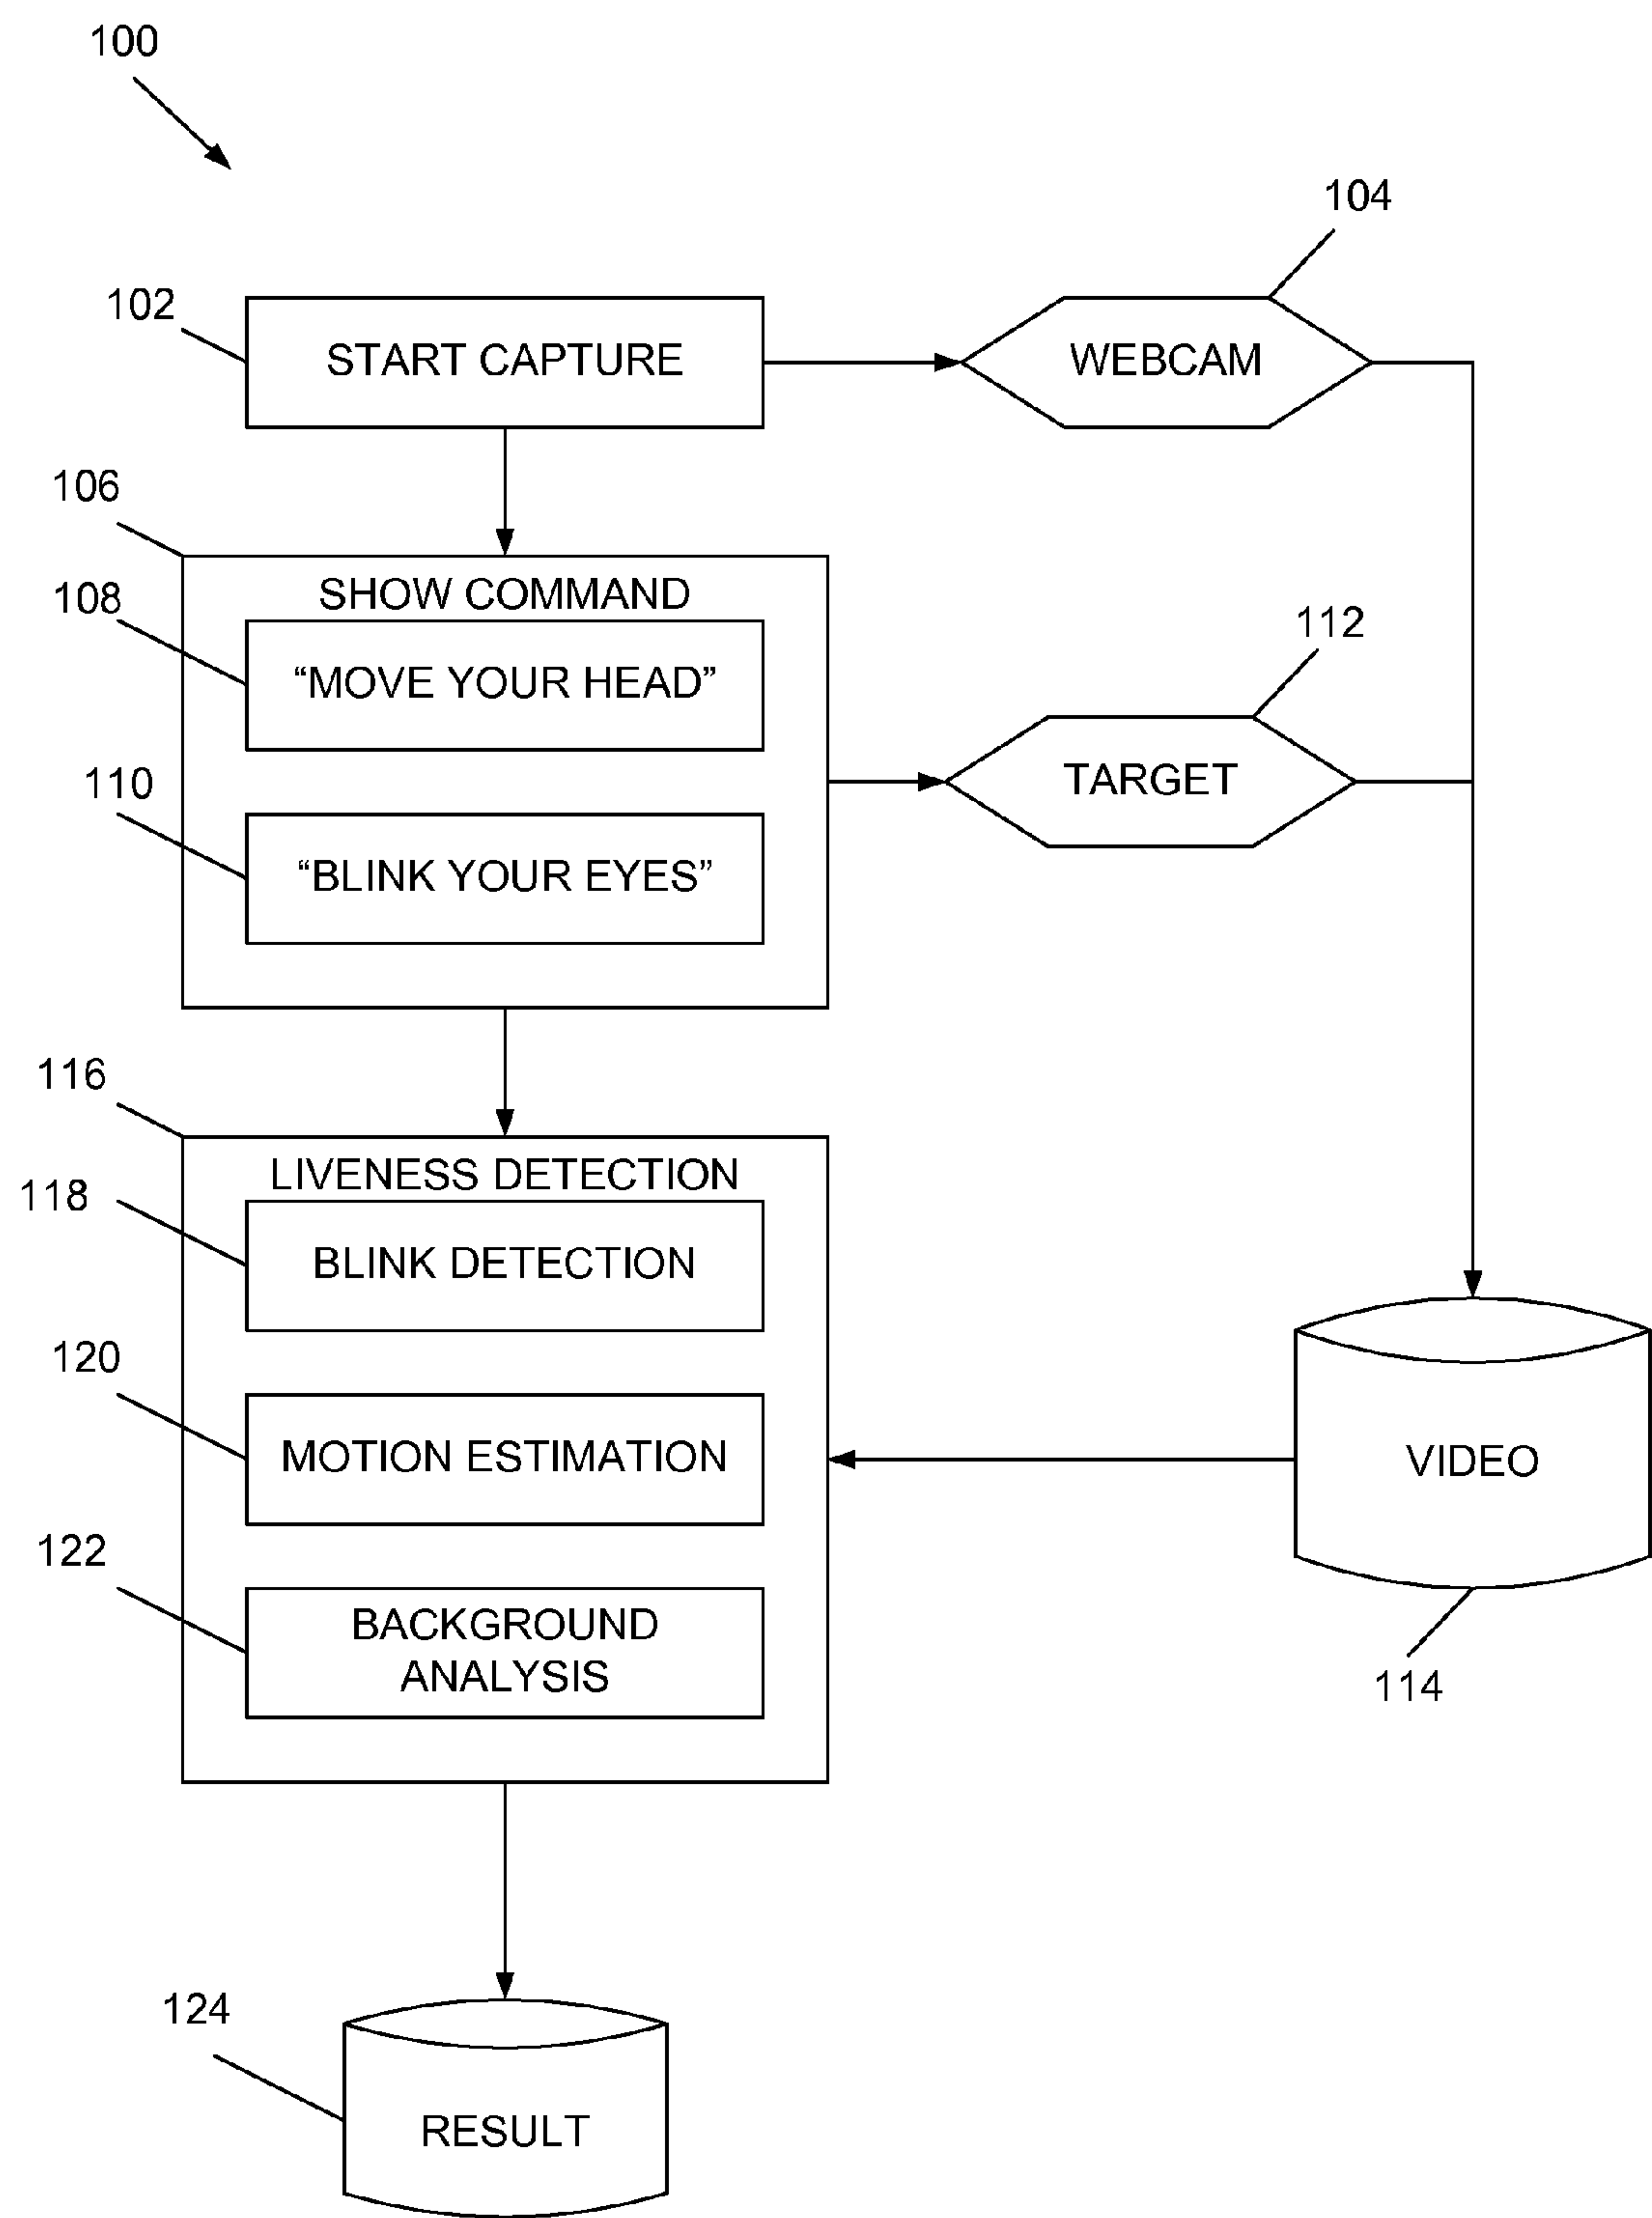 100
104
102
START CAPTURE
WEBCAM
106
SHOW COMMAND
108
“MOVE YOUR HEAD”
112
TARGET
110
“BLINK YOUR EYES”
116
LIVENESS DETECTION
118
BLINK DETECTION
120
MOTION ESTIMATION
VIDEO
122
BACKGROUND
ANALYSIS
114
124
RESULT